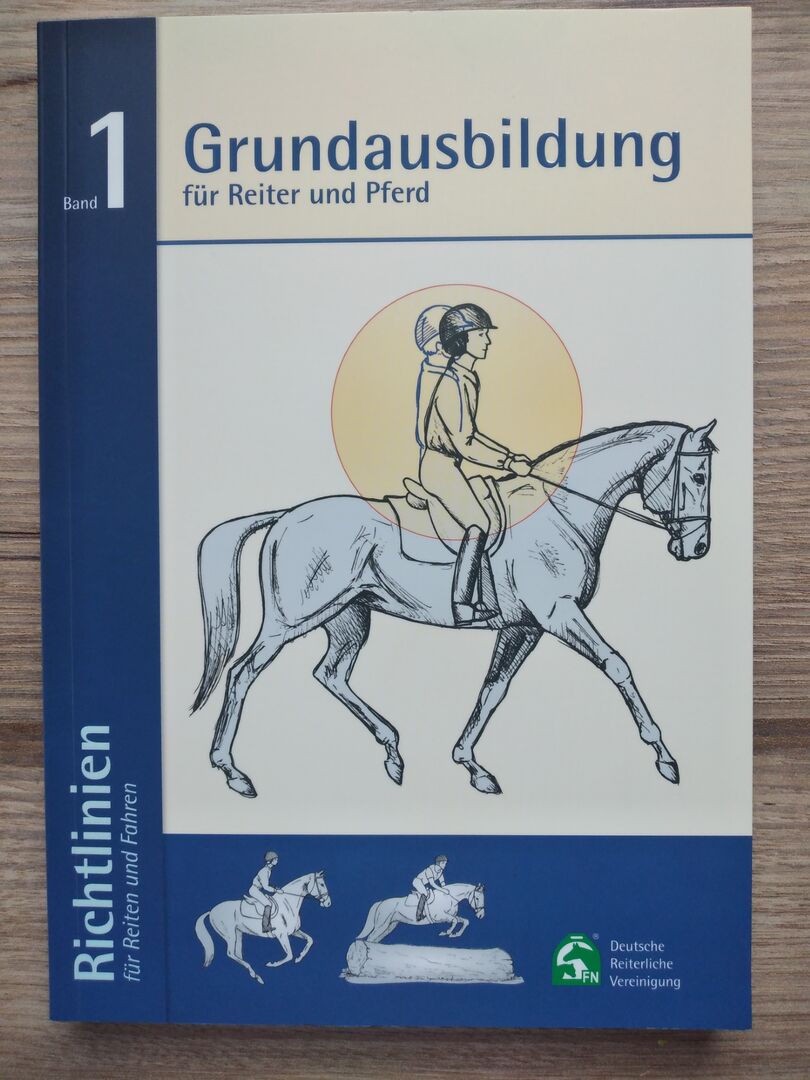 Band 1
Grundausbildung
für Reiter und Pferd
Richtlinien
für Reiten und Fahren
FN
®
Deutsche
Reiterliche
Vereinigung